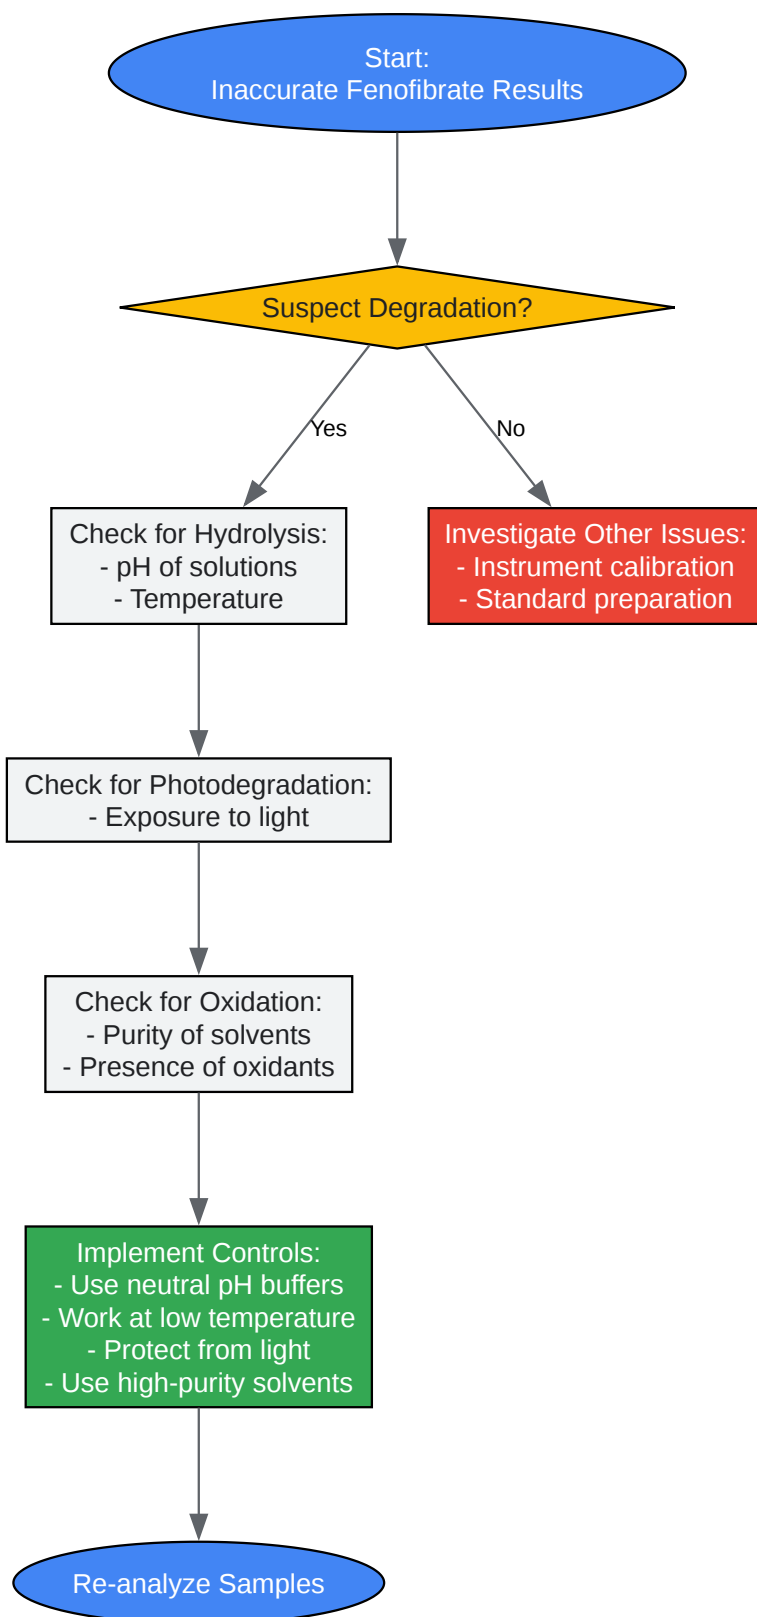 Start:
Inaccurate Fenofibrate Results
Suspect Degradation?
Yes
No
Check for Hydrolysis:
- pH of solutions
- Temperature
Investigate Other Issues:
- Instrument calibration
- Standard preparation
Check for Photodegradation:
- Exposure to light
Check for Oxidation:
- Purity of solvents
- Presence of oxidants
Implement Controls:
- Use neutral pH buffers
- Work at low temperature
- Protect from light
- Use high-purity solvents
Re-analyze Samples